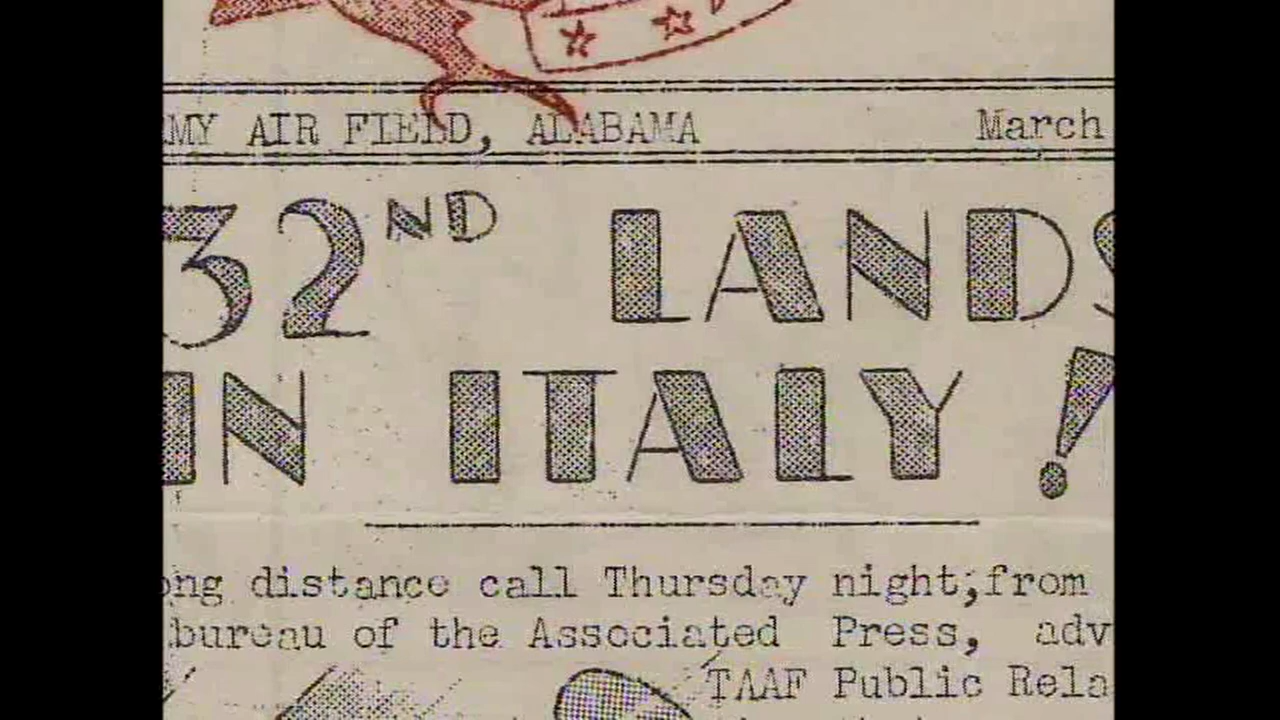 MY AIR FIELD, ALABAMA March
32ND LANDS
IN ITALY!
ong distance call Thursday night, from
bureau of the Associated Press, adv
TAAF Public Rela